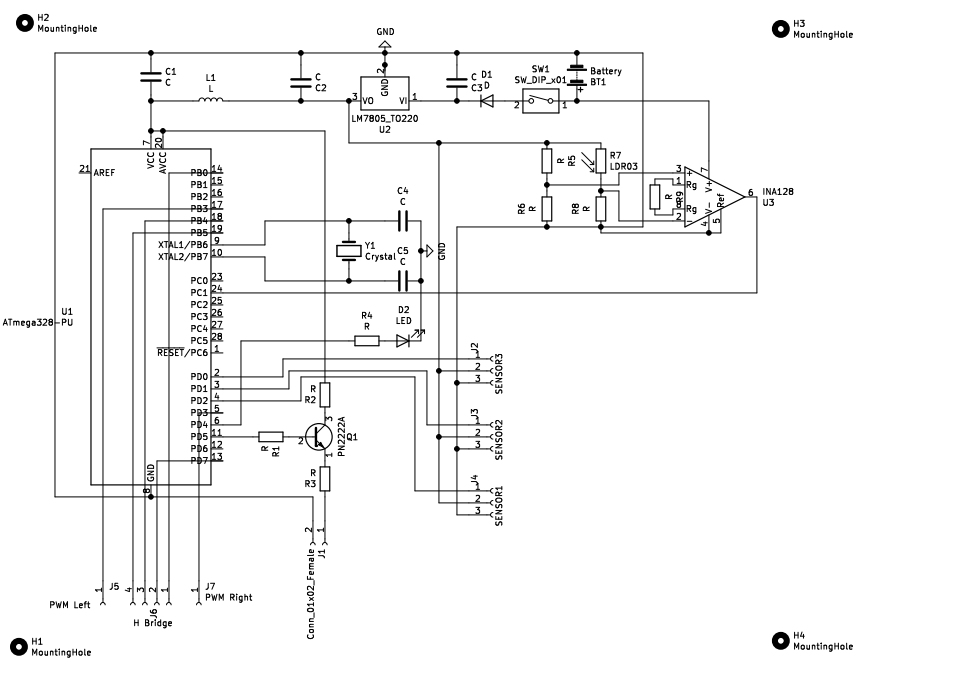 H2
MountingHole
GND
H3
MountingHole
C1
C
L1
L
C
C2
2
GND
3 VO
VI 1
LM7805_TO220
U2
C
C3
D1
D
SW1
SW_DIP_x01
2
1
Battery
BT1
+
7
20
VCC
AVCC
21
AREF
PB0 14
PB1 15
PB2 16
PB3 17
PB4 18
PB5 19
XTAL1/PB6 9
XTAL2/PB7 10
PC0 23
PC1 24
PC2 25
PC3 26
PC4 27
PC5 28
RESET/PC6 1
PD0 2
PD1 3
PD2 4
PD3 5
PD4 6
PD5 11
PD6 12
PD7 13
GND
8
U1
ATmega328-PU
C4
C
Y1
Crystal
C5
C
GND
D2
LED
R4
R
R
R5
R7
LDR03
R6
R
R8
R
R
R9
3
+
1
Rg
8
Rg
2
-
7
V+
V-
4
Ref
5
6
INA128
U3
J2
1
2
3
SENSOR3
J3
1
2
3
SENSOR2
J4
1
2
3
SENSOR1
R
R2
3
2
1
PN2222A
Q1
R
R1
R
R3
2
1
J1
Conn_01x02_Female
1
J5
PWM Left
4
3
2
1
J6
H Bridge
1
J7
PWM Right
H1
MountingHole
H4
MountingHole